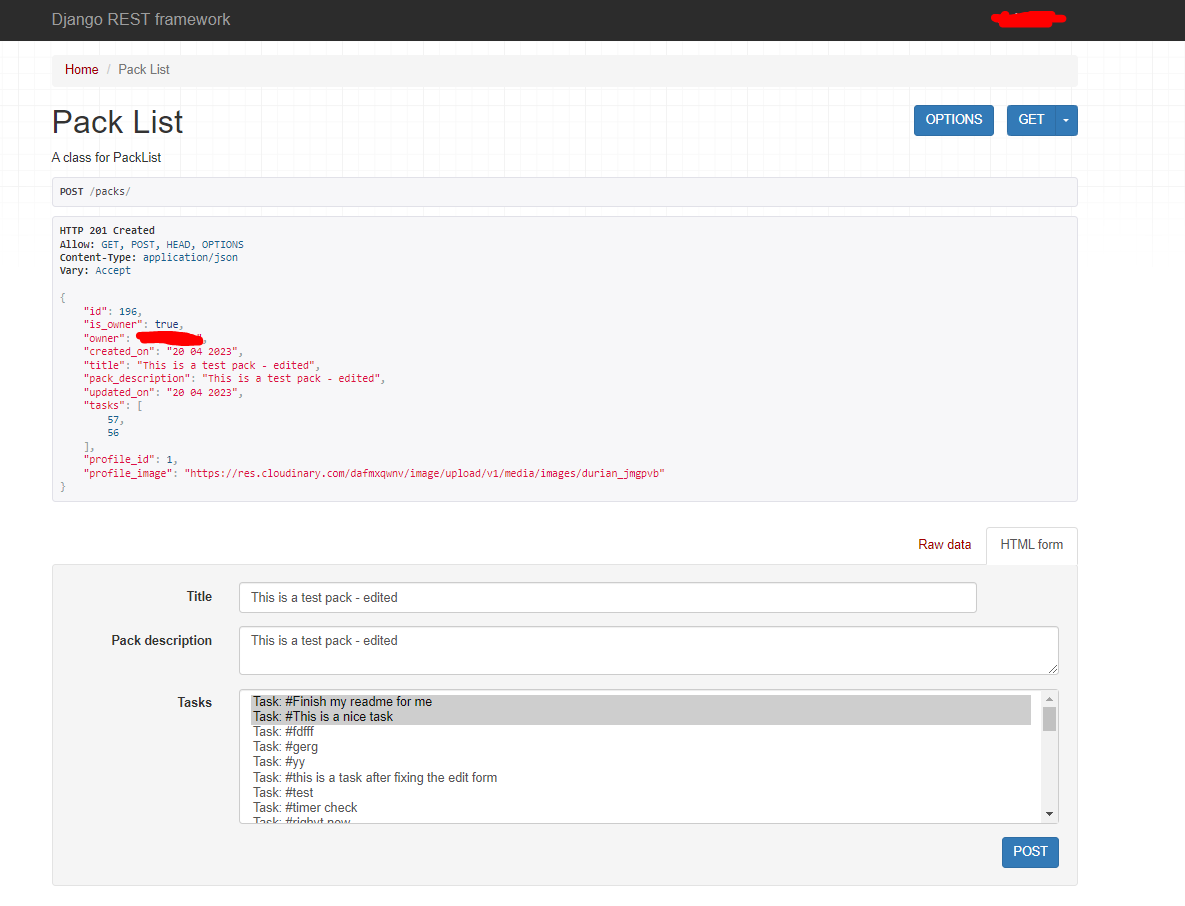 Django REST framework
Home / Pack List
Pack List
OPTIONS
GET
A class for PackList
POST /packs/
HTTP 201 Created
Allow: GET, POST, HEAD, OPTIONS
Content-Type: application/json
Vary: Accept
{
"id": 196,
"is_owner": true,
"owner":
"created_on": "20 04 2023",
"title": "This is a test pack - edited",
"pack_description": "This is a test pack - edited",
"updated_on": "20 04 2023",
"tasks": [
57,
56
],
"profile_id": 1,
"profile_image": "https://res.cloudinary.com/dafmxqwnv/image/upload/v1/media/images/durian_jmgpvb"
}
Raw data
HTML form
Title
This is a test pack - edited
Pack description
This is a test pack - edited
Tasks
Task: #Finish my readme for me
Task: #This is a nice task
Task: #fdfff
Task: #gerg
Task: #yy
Task: #this is a task after fixing the edit form
Task: #test
Task: #timer check
Task: #righyt now
POST